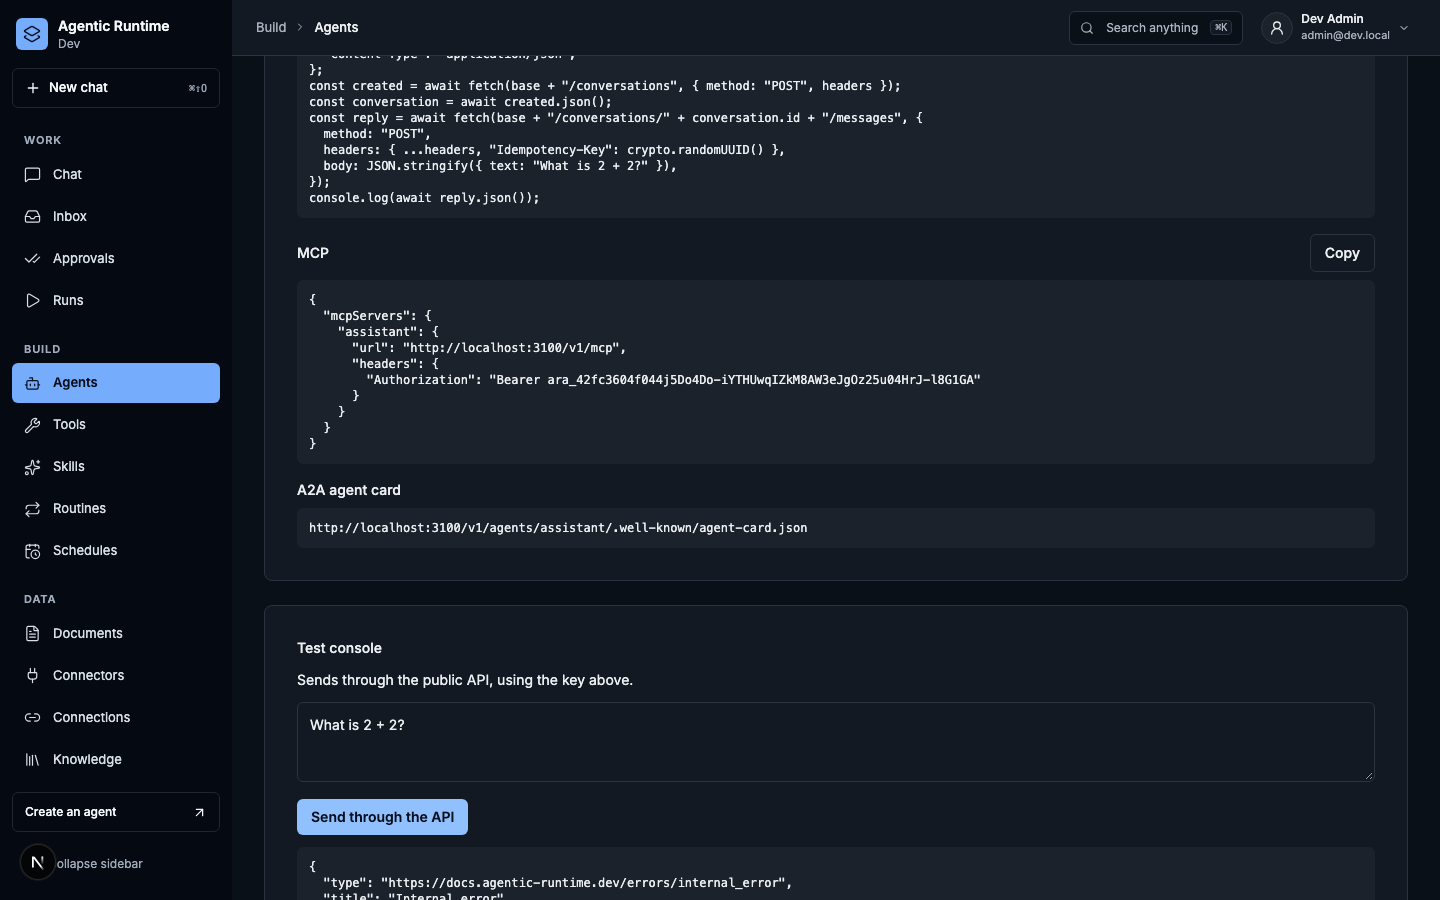 Agentic Runtime
Dev
New chat
⌘⇧O
WORK
Chat
Inbox
Approvals
Runs
BUILD
Agents
Tools
Skills
Routines
Schedules
DATA
Documents
Connectors
Connections
Knowledge
Create an agent
ollapse sidebar
Build > Agents
Search anything ⌘K
Dev Admin
admin@dev.local
"Content-Type": "application/json",
};
const created = await fetch(base + "/conversations", { method: "POST", headers });
const conversation = await created.json();
const reply = await fetch(base + "/conversations/" + conversation.id + "/messages", {
  method: "POST",
  headers: { ...headers, "Idempotency-Key": crypto.randomUUID() },
  body: JSON.stringify({ text: "What is 2 + 2?" }),
});
console.log(await reply.json());
MCP
Copy
{
  "mcpServers": {
    "assistant": {
      "url": "http://localhost:3100/v1/mcp",
      "headers": {
        "Authorization": "Bearer ara_42fc3604f044j5Do4Do-iYTHUwqIZkM8AW3eJgOz25u04HrJ-l8G1GA"
      }
    }
  }
}
A2A agent card
http://localhost:3100/v1/agents/assistant/.well-known/agent-card.json
Test console
Sends through the public API, using the key above.
What is 2 + 2?
Send through the API
{
  "type": "https://docs.agentic-runtime.dev/errors/internal_error",
  "title": "Internal error",